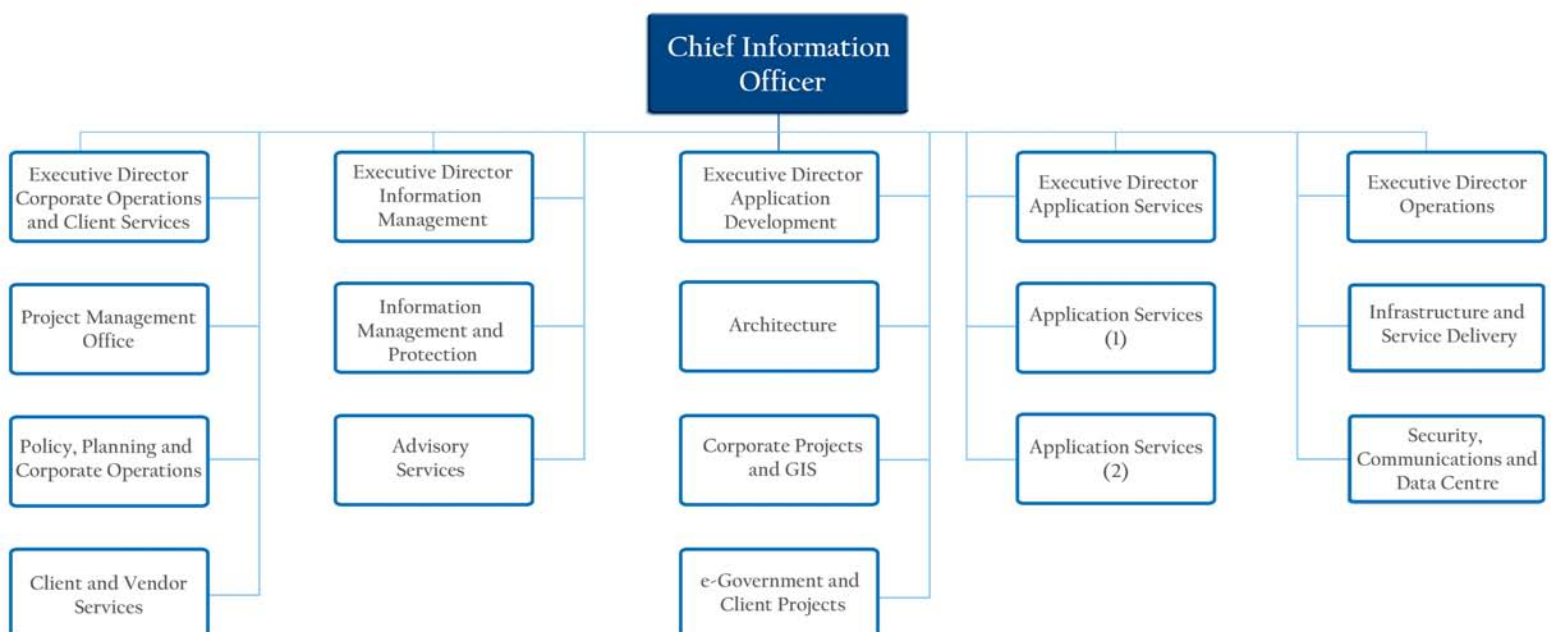 Chief Information
Officer
Executive Director
Corporate Operations
and Client Services
Executive Director
Information
Management
Executive Director
Application
Development
Executive Director
Application Services
Executive Director
Operations
Project Management
Office
Information
Management and
Protection
Architecture
Application Services
(1)
Infrastructure and
Service Delivery
Policy, Planning and
Corporate Operations
Advisory
Services
Corporate Projects
and GIS
Application Services
(2)
Security,
Communications and
Data Centre
Client and Vendor
Services
e-Government and
Client Projects